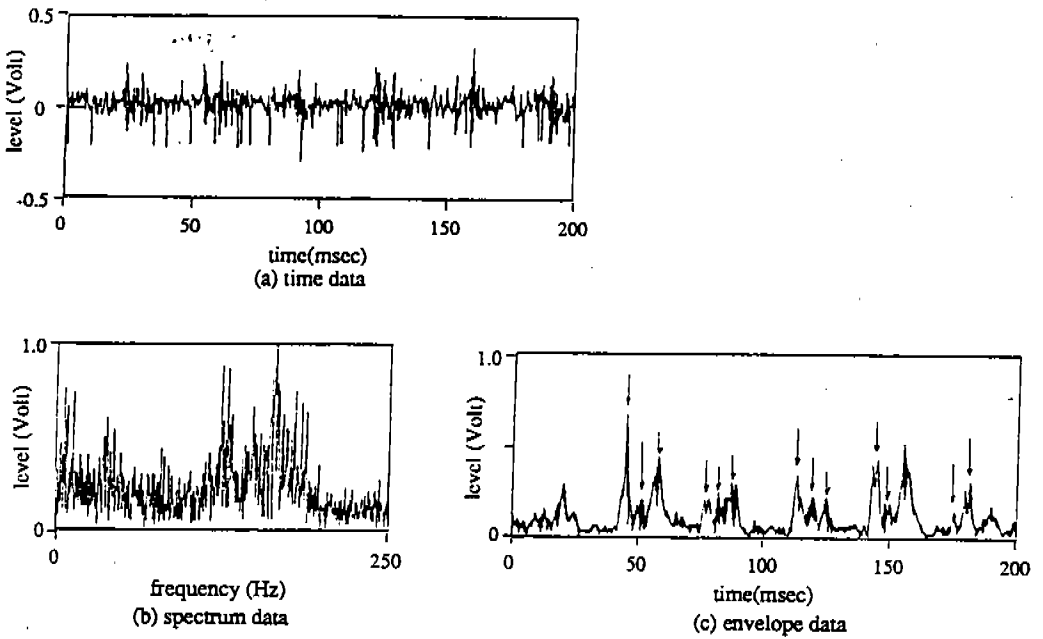 0.5
level (Volt)
0
-0.5
0 50 100 150 200
time(msec)
(a) time data
1.0
level (Volt)
0
0 250
frequency (Hz)
(b) spectrum data
1.0
level (Volt)
0
0 50 100 150 200
time(msec)
(c) envelope data